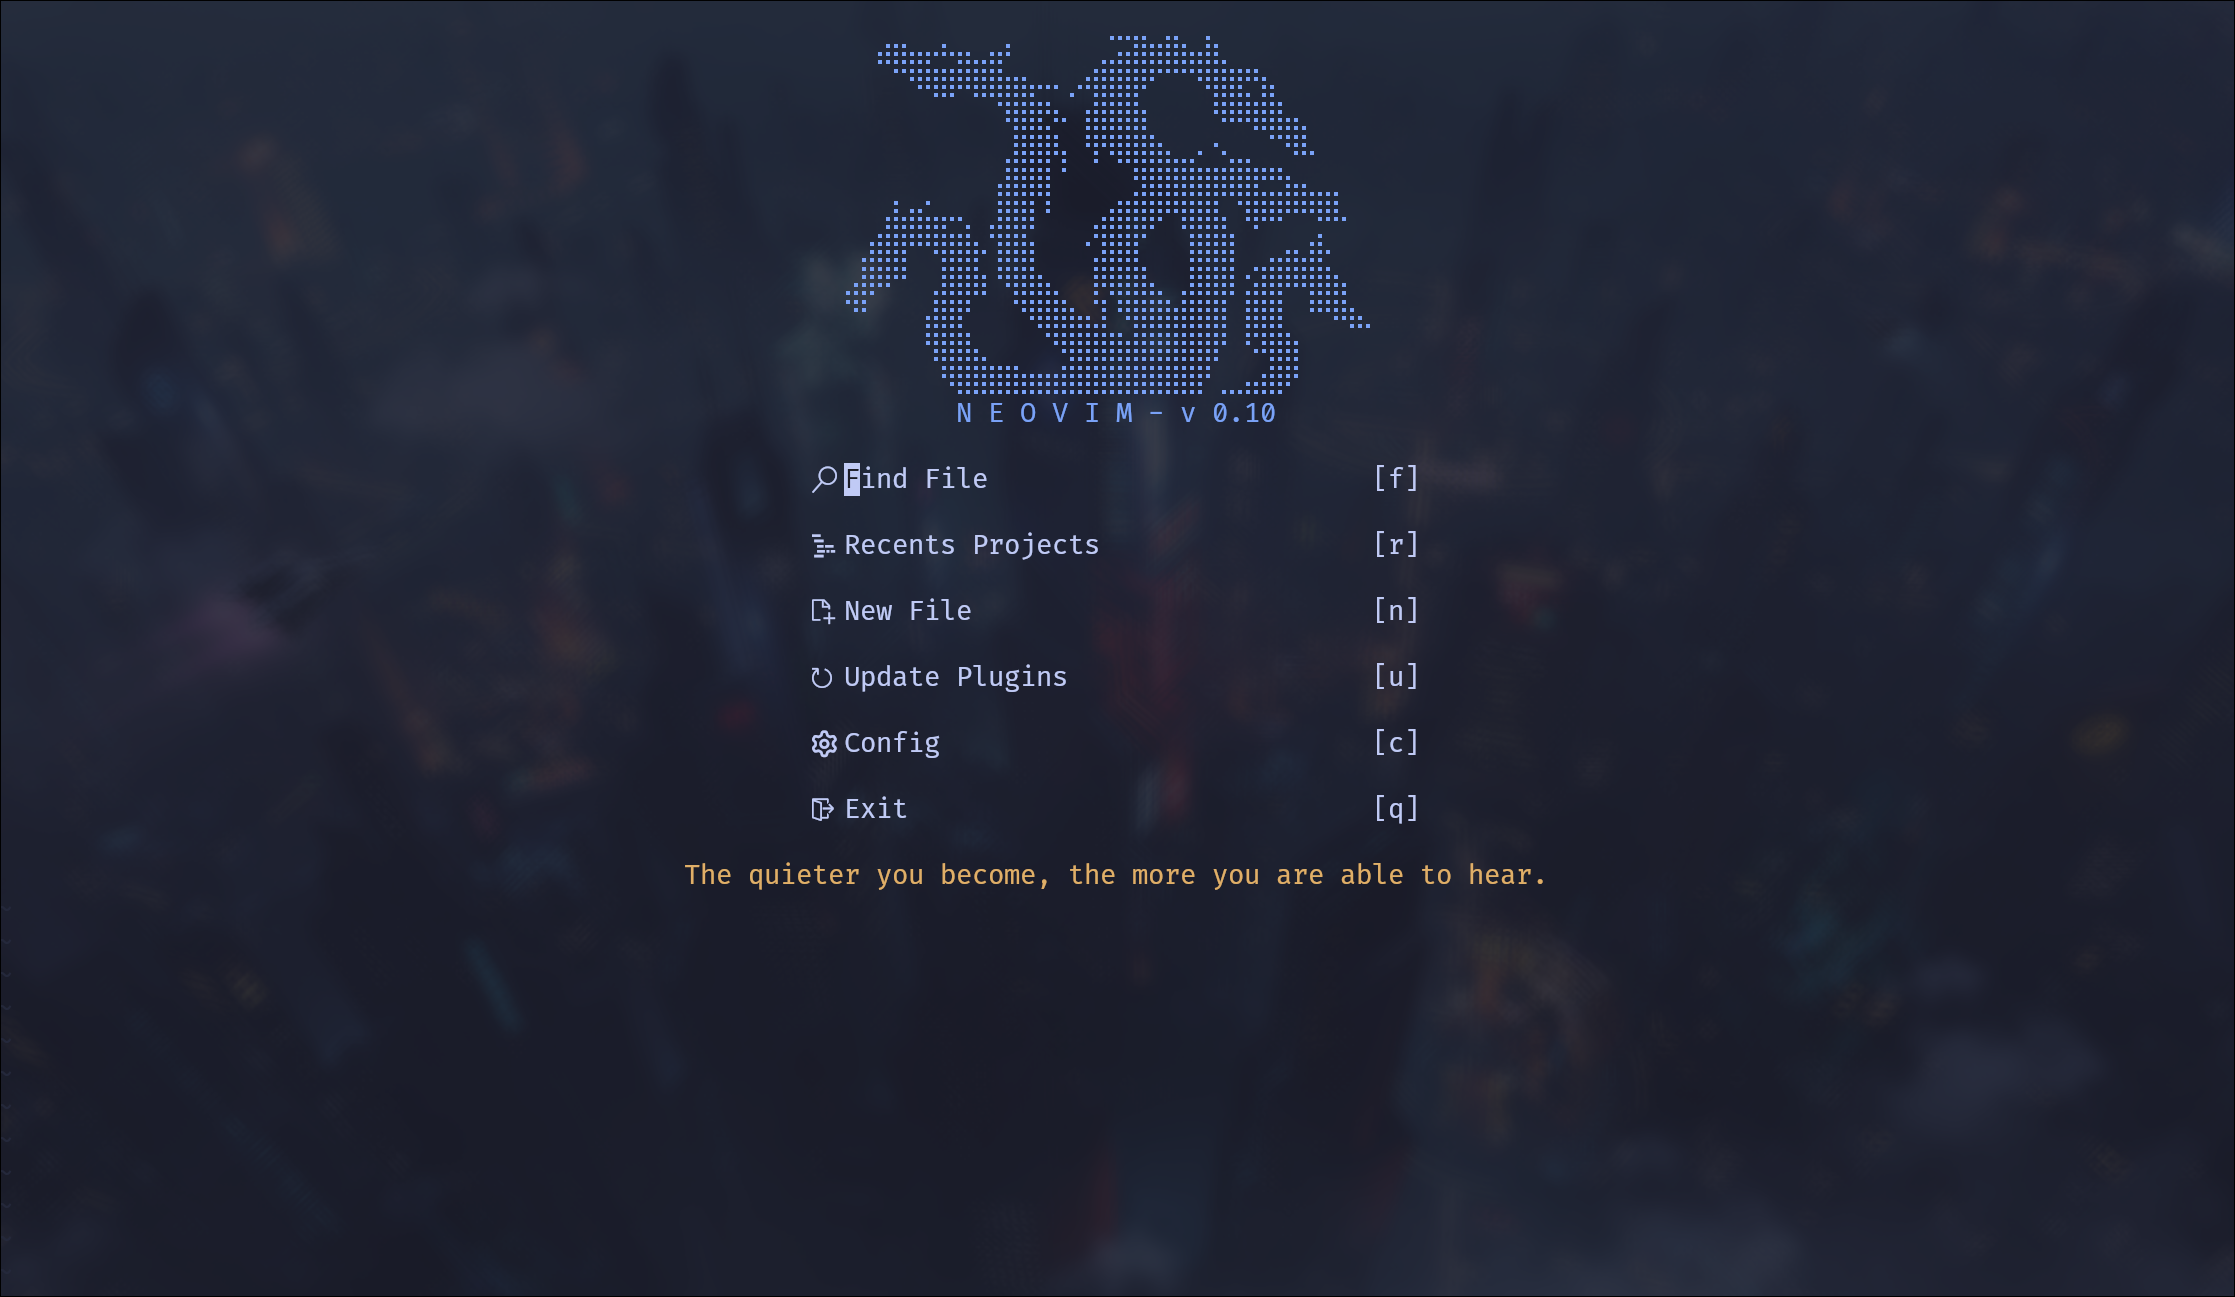 N E O V I M - v 0.10
Find File [f]
Recents Projects [r]
New File [n]
Update Plugins [u]
Config [c]
Exit [q]
The quieter you become, the more you are able to hear.